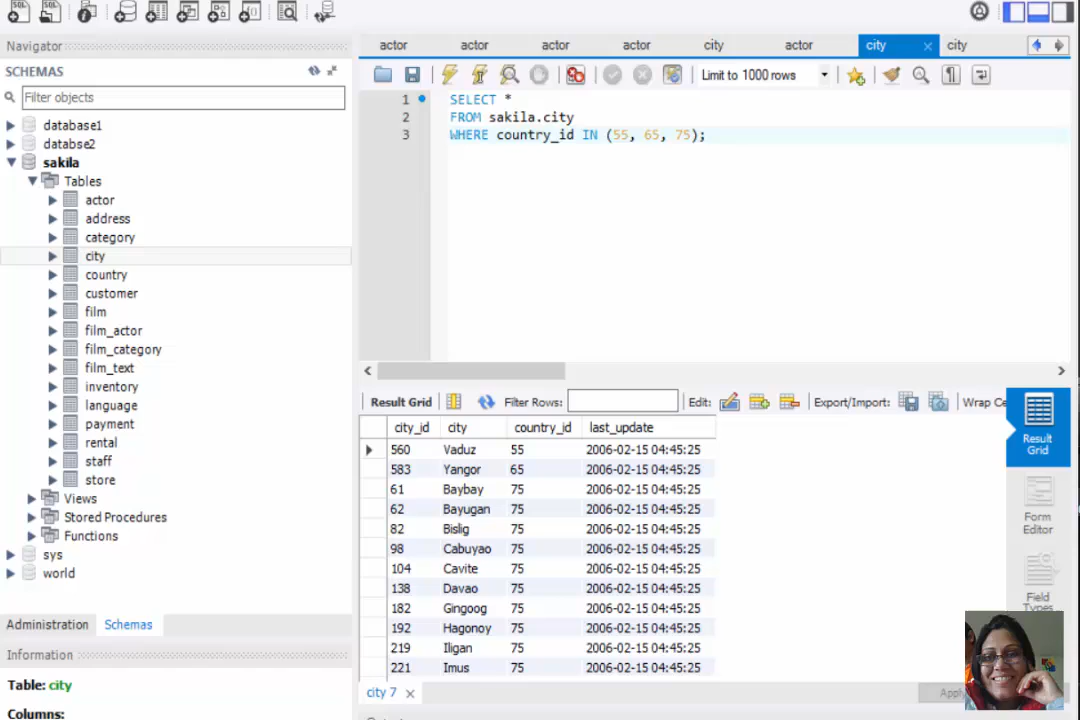 SQL SQL
Navigator
actor actor actor actor city actor city city
SCHEMAS
Limit to 1000 rows
Filter objects
1 SELECT *
2 FROM sakila.city
3 WHERE country_id IN (55, 65, 75);
database1
databse2
sakila
Tables
actor
address
category
city
country
customer
film
film_actor
film_category
film_text
inventory
language
payment
rental
staff
store
Views
Stored Procedures
Functions
sys
world
Result Grid Filter Rows: Edit: Export/Import: Wrap Ce
city_id city country_id last_update
560 Vaduz 55 2006-02-15 04:45:25
583 Yangor 65 2006-02-15 04:45:25
61 Baybay 75 2006-02-15 04:45:25
62 Bayugan 75 2006-02-15 04:45:25
82 Bislig 75 2006-02-15 04:45:25
98 Cabuyao 75 2006-02-15 04:45:25
104 Cavite 75 2006-02-15 04:45:25
138 Davao 75 2006-02-15 04:45:25
182 Gingoog 75 2006-02-15 04:45:25
192 Hagonoy 75 2006-02-15 04:45:25
219 Iligan 75 2006-02-15 04:45:25
221 Imus 75 2006-02-15 04:45:25
Result
Grid
Form
Editor
Field
Types
city 7
Apply
Administration Schemas
Information
Table: city
Columns: